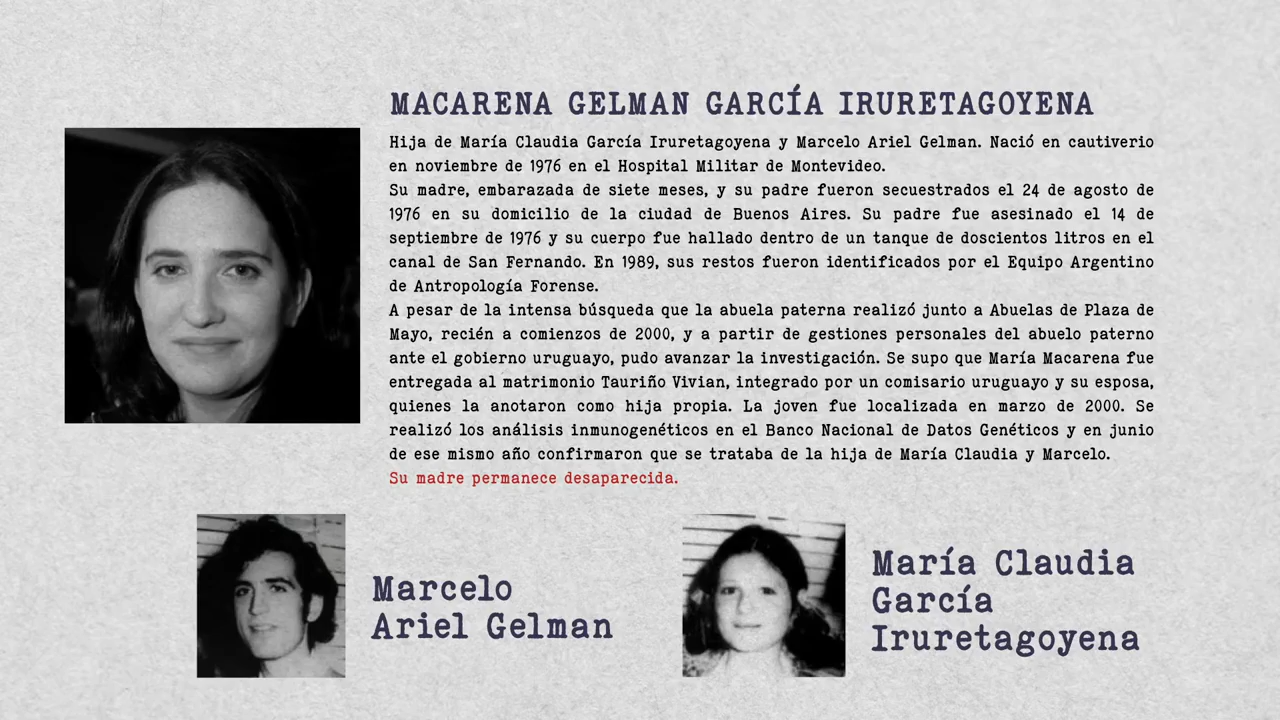 MACARENA GELMAN GARCÍA IRURETAGOYENA
Hija de María Claudia García Iruretagoyena y Marcelo Ariel Gelman. Nació en cautiverio
en noviembre de 1976 en el Hospital Militar de Montevideo.
Su madre, embarazada de siete meses, y su padre fueron secuestrados el 24 de agosto de
1976 en su domicilio de la ciudad de Buenos Aires. Su padre fue asesinado el 14 de
septiembre de 1976 y su cuerpo fue hallado dentro de un tanque de doscientos litros en el
canal de San Fernando. En 1989, sus restos fueron identificados por el Equipo Argentino
de Antropología Forense.
A pesar de la intensa búsqueda que la abuela paterna realizó junto a Abuelas de Plaza de
Mayo, recién a comienzos de 2000, y a partir de gestiones personales del abuelo paterno
ante el gobierno uruguayo, pudo avanzar la investigación. Se supo que María Macarena fue
entregada al matrimonio Tauriño Vivian, integrado por un comisario uruguayo y su esposa,
quienes la anotaron como hija propia. La joven fue localizada en marzo de 2000. Se
realizó los análisis inmunogenéticos en el Banco Nacional de Datos Genéticos y en junio
de ese mismo año confirmaron que se trataba de la hija de María Claudia y Marcelo.
Su madre permanece desaparecida.
Marcelo
Ariel Gelman
María Claudia
García
Iruretagoyena